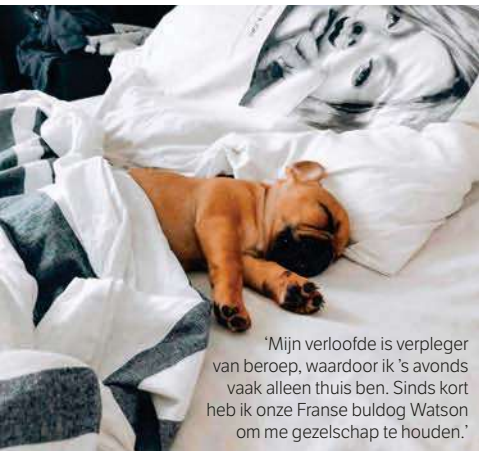 ‘Mijn verloofde is verpleger
van beroep, waardoor ik ’s avonds
vaak alleen thuis ben. Sinds kort
heb ik onze Franse buldog Watson
om me gezelschap te houden.’